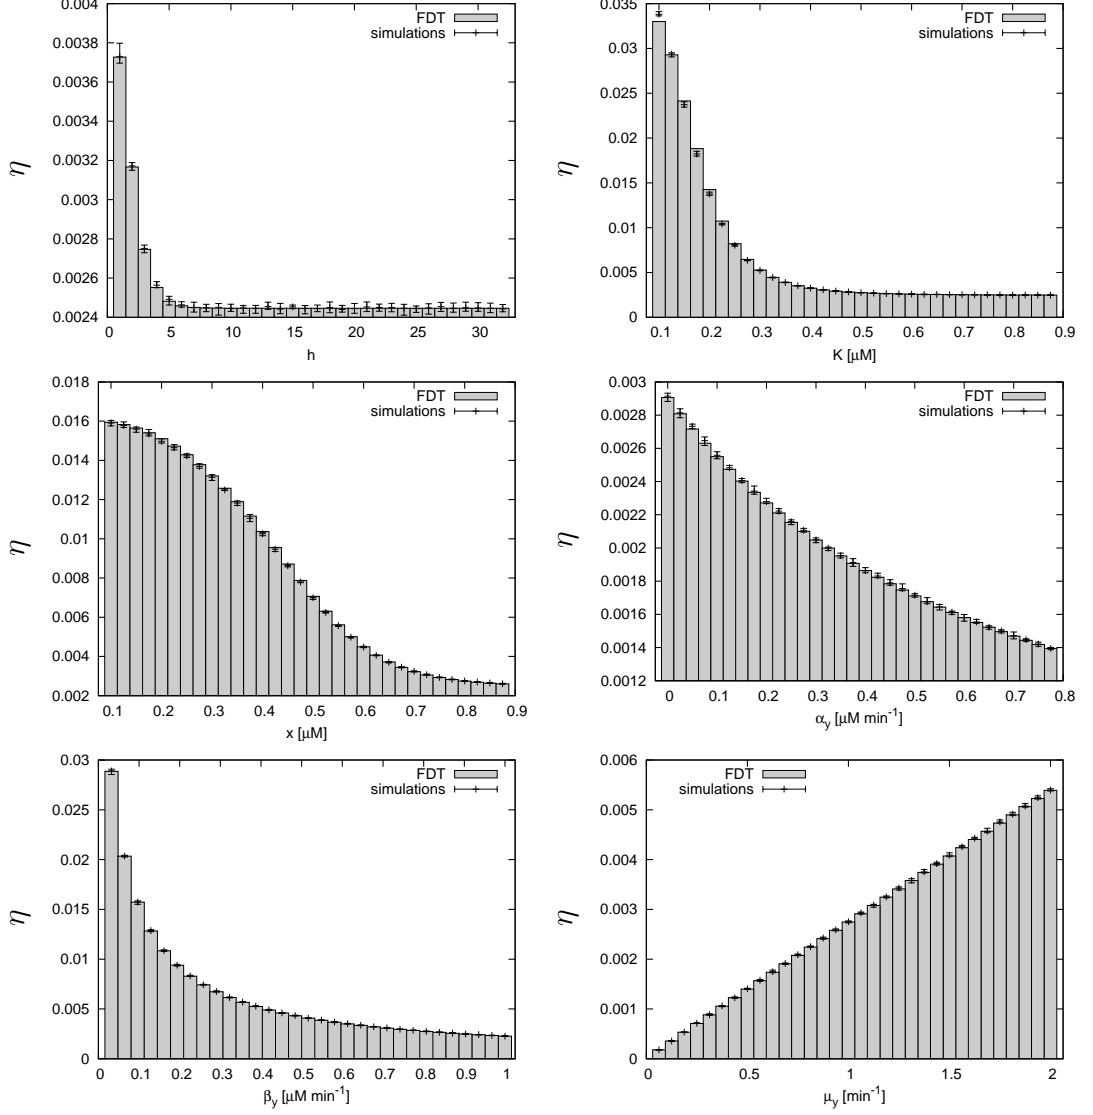 0.004
0.0038
0.0036
0.0034
0.0032
0.003
0.0028
0.0026
0.0024
η
FDT
simulations
0 5 10 15 20 25 30
h
0.035
0.03
0.025
0.02
0.015
0.01
0.005
0
η
FDT
simulations
0.1 0.2 0.3 0.4 0.5 0.6 0.7 0.8 0.9
K [μM]
0.018
0.016
0.014
0.012
0.01
0.008
0.006
0.004
0.002
η
FDT
simulations
0.1 0.2 0.3 0.4 0.5 0.6 0.7 0.8 0.9
x [μM]
0.003
0.0028
0.0026
0.0024
0.0022
0.002
0.0018
0.0016
0.0014
0.0012
η
FDT
simulations
0 0.1 0.2 0.3 0.4 0.5 0.6 0.7 0.8
αy [μM min-1]
0.03
0.025
0.02
0.015
0.01
0.005
0
η
FDT
simulations
0 0.1 0.2 0.3 0.4 0.5 0.6 0.7 0.8 0.9 1
βy [μM min-1]
0.006
0.005
0.004
0.003
0.002
0.001
0
η
FDT
simulations
0 0.5 1 1.5 2
μy [min-1]